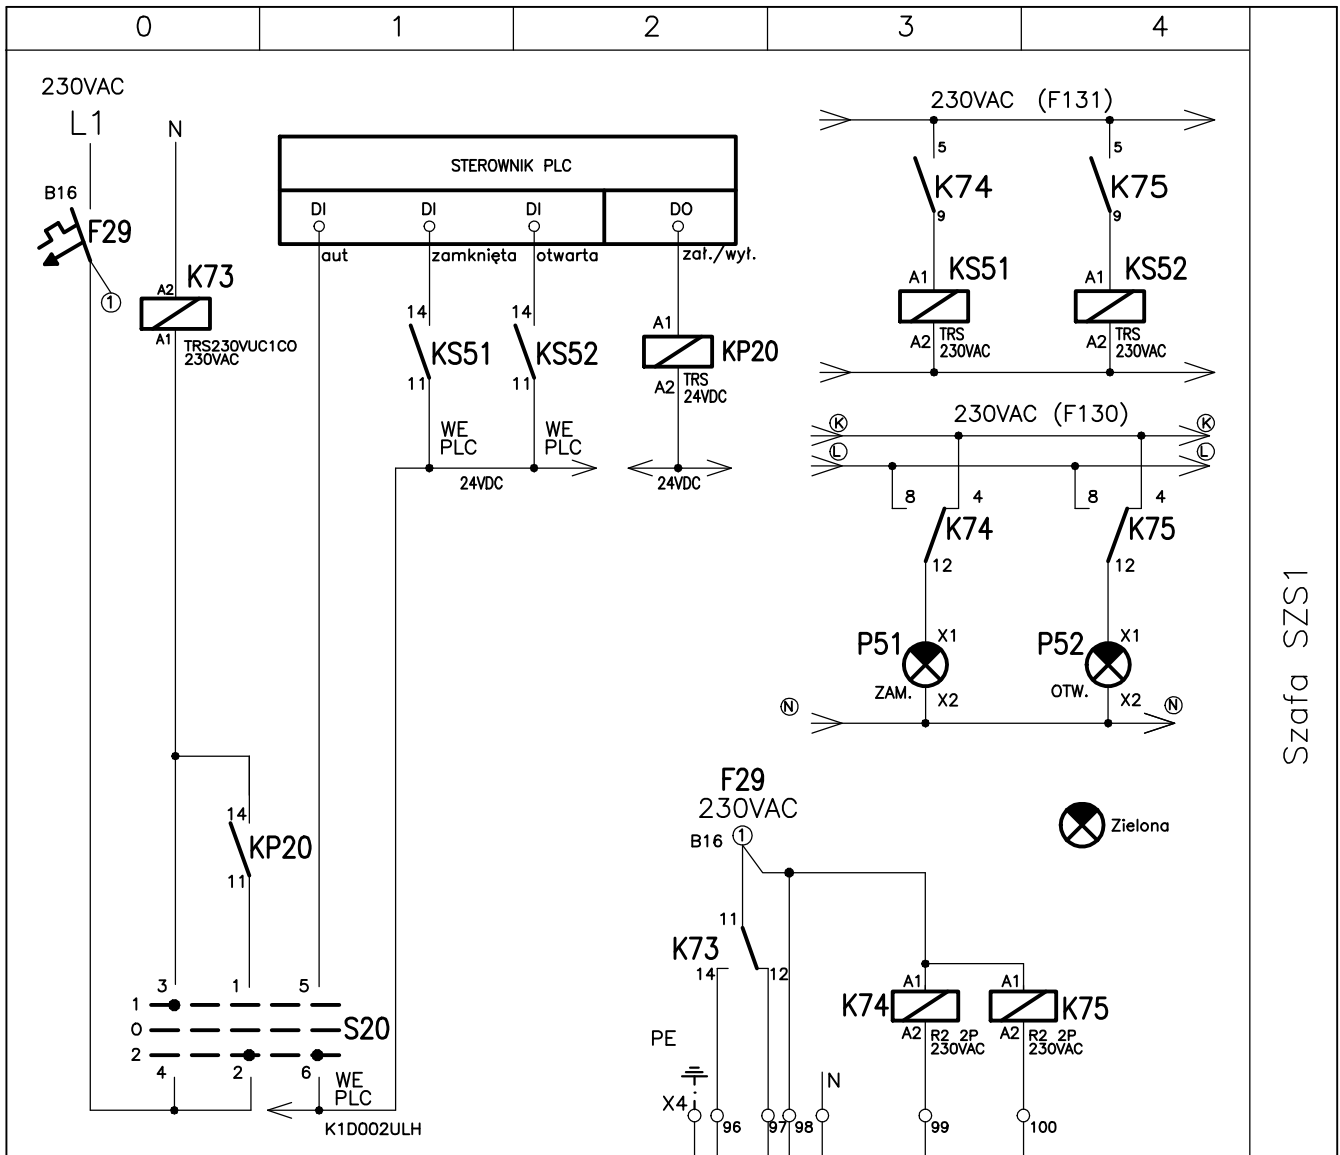 0 1 2 3 4
230VAC
L1
N
B16
F29
1
K73
A2
A1
TRS230VUC1CO
230VAC
STEROWNIK PLC
DI DI DI DO
aut zamknięta otwarta zał./wył.
14 14
KS51 KS52
11 11
WE
PLC
WE
PLC
24VDC
A1
KP20
A2
TRS
24VDC
24VDC
230VAC (F131)
5 5
K74 K75
9 9
KS51 KS52
A1 A1
A2 A2
TRS
230VAC
TRS
230VAC
230VAC (F130)
K K
L L
8 4 8 4
K74 K75
12 12
P51 X1 P52 X1
ZAM. X2 OTW. X2
N N
Zielona
Szafa SZS1
14
KP20
11
3 1 5
1
0 S20
2
4 2 6
WE
PLC
K1D002ULH
F29
230VAC
B16 1
11
K73
14 12
A1 A1
K74 K75
A2 A2
R2 2P
230VAC
R2 2P
230VAC
PE
N
X4
96 97 98 99 100